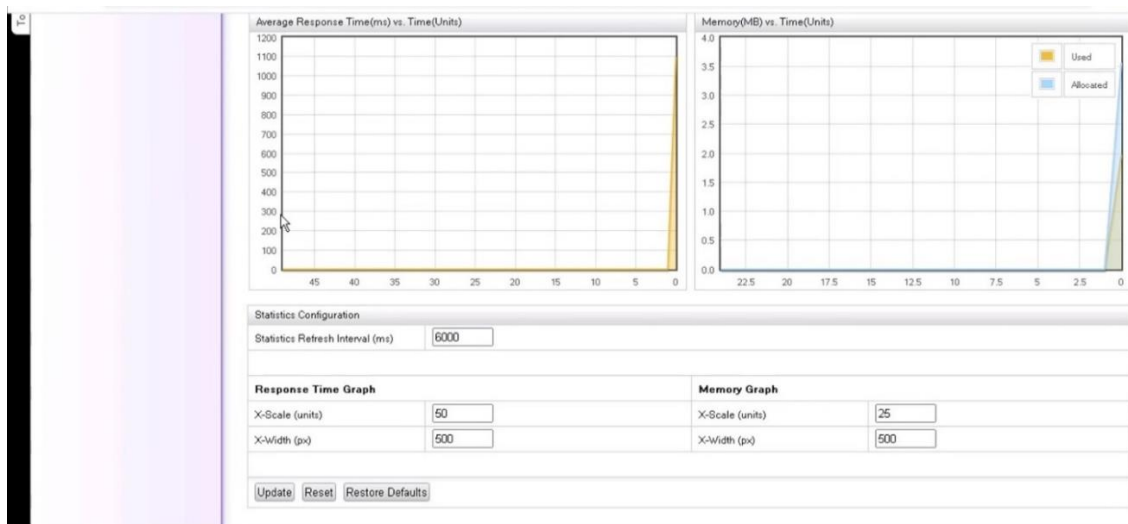 To
Average Response Time(ms) vs. Time(Units)
1200
1100
1000
900
800
700
600
500
400
300
200
100
0
45 40 35 30 25 20 15 10 5 0
Memory(MB) vs. Time(Units)
4.0
3.5
3.0
2.5
2.0
1.5
1.0
0.5
0.0
22.5 20 17.5 15 12.5 10 7.5 5 2.5 0
Used
Allocated
Statistics Configuration
Statistics Refresh Interval (ms) 6000
Response Time Graph Memory Graph
X-Scale (units) 50 X-Scale (units) 25
X-Width (px) 500 X-Width (px) 500
Update Reset Restore Defaults